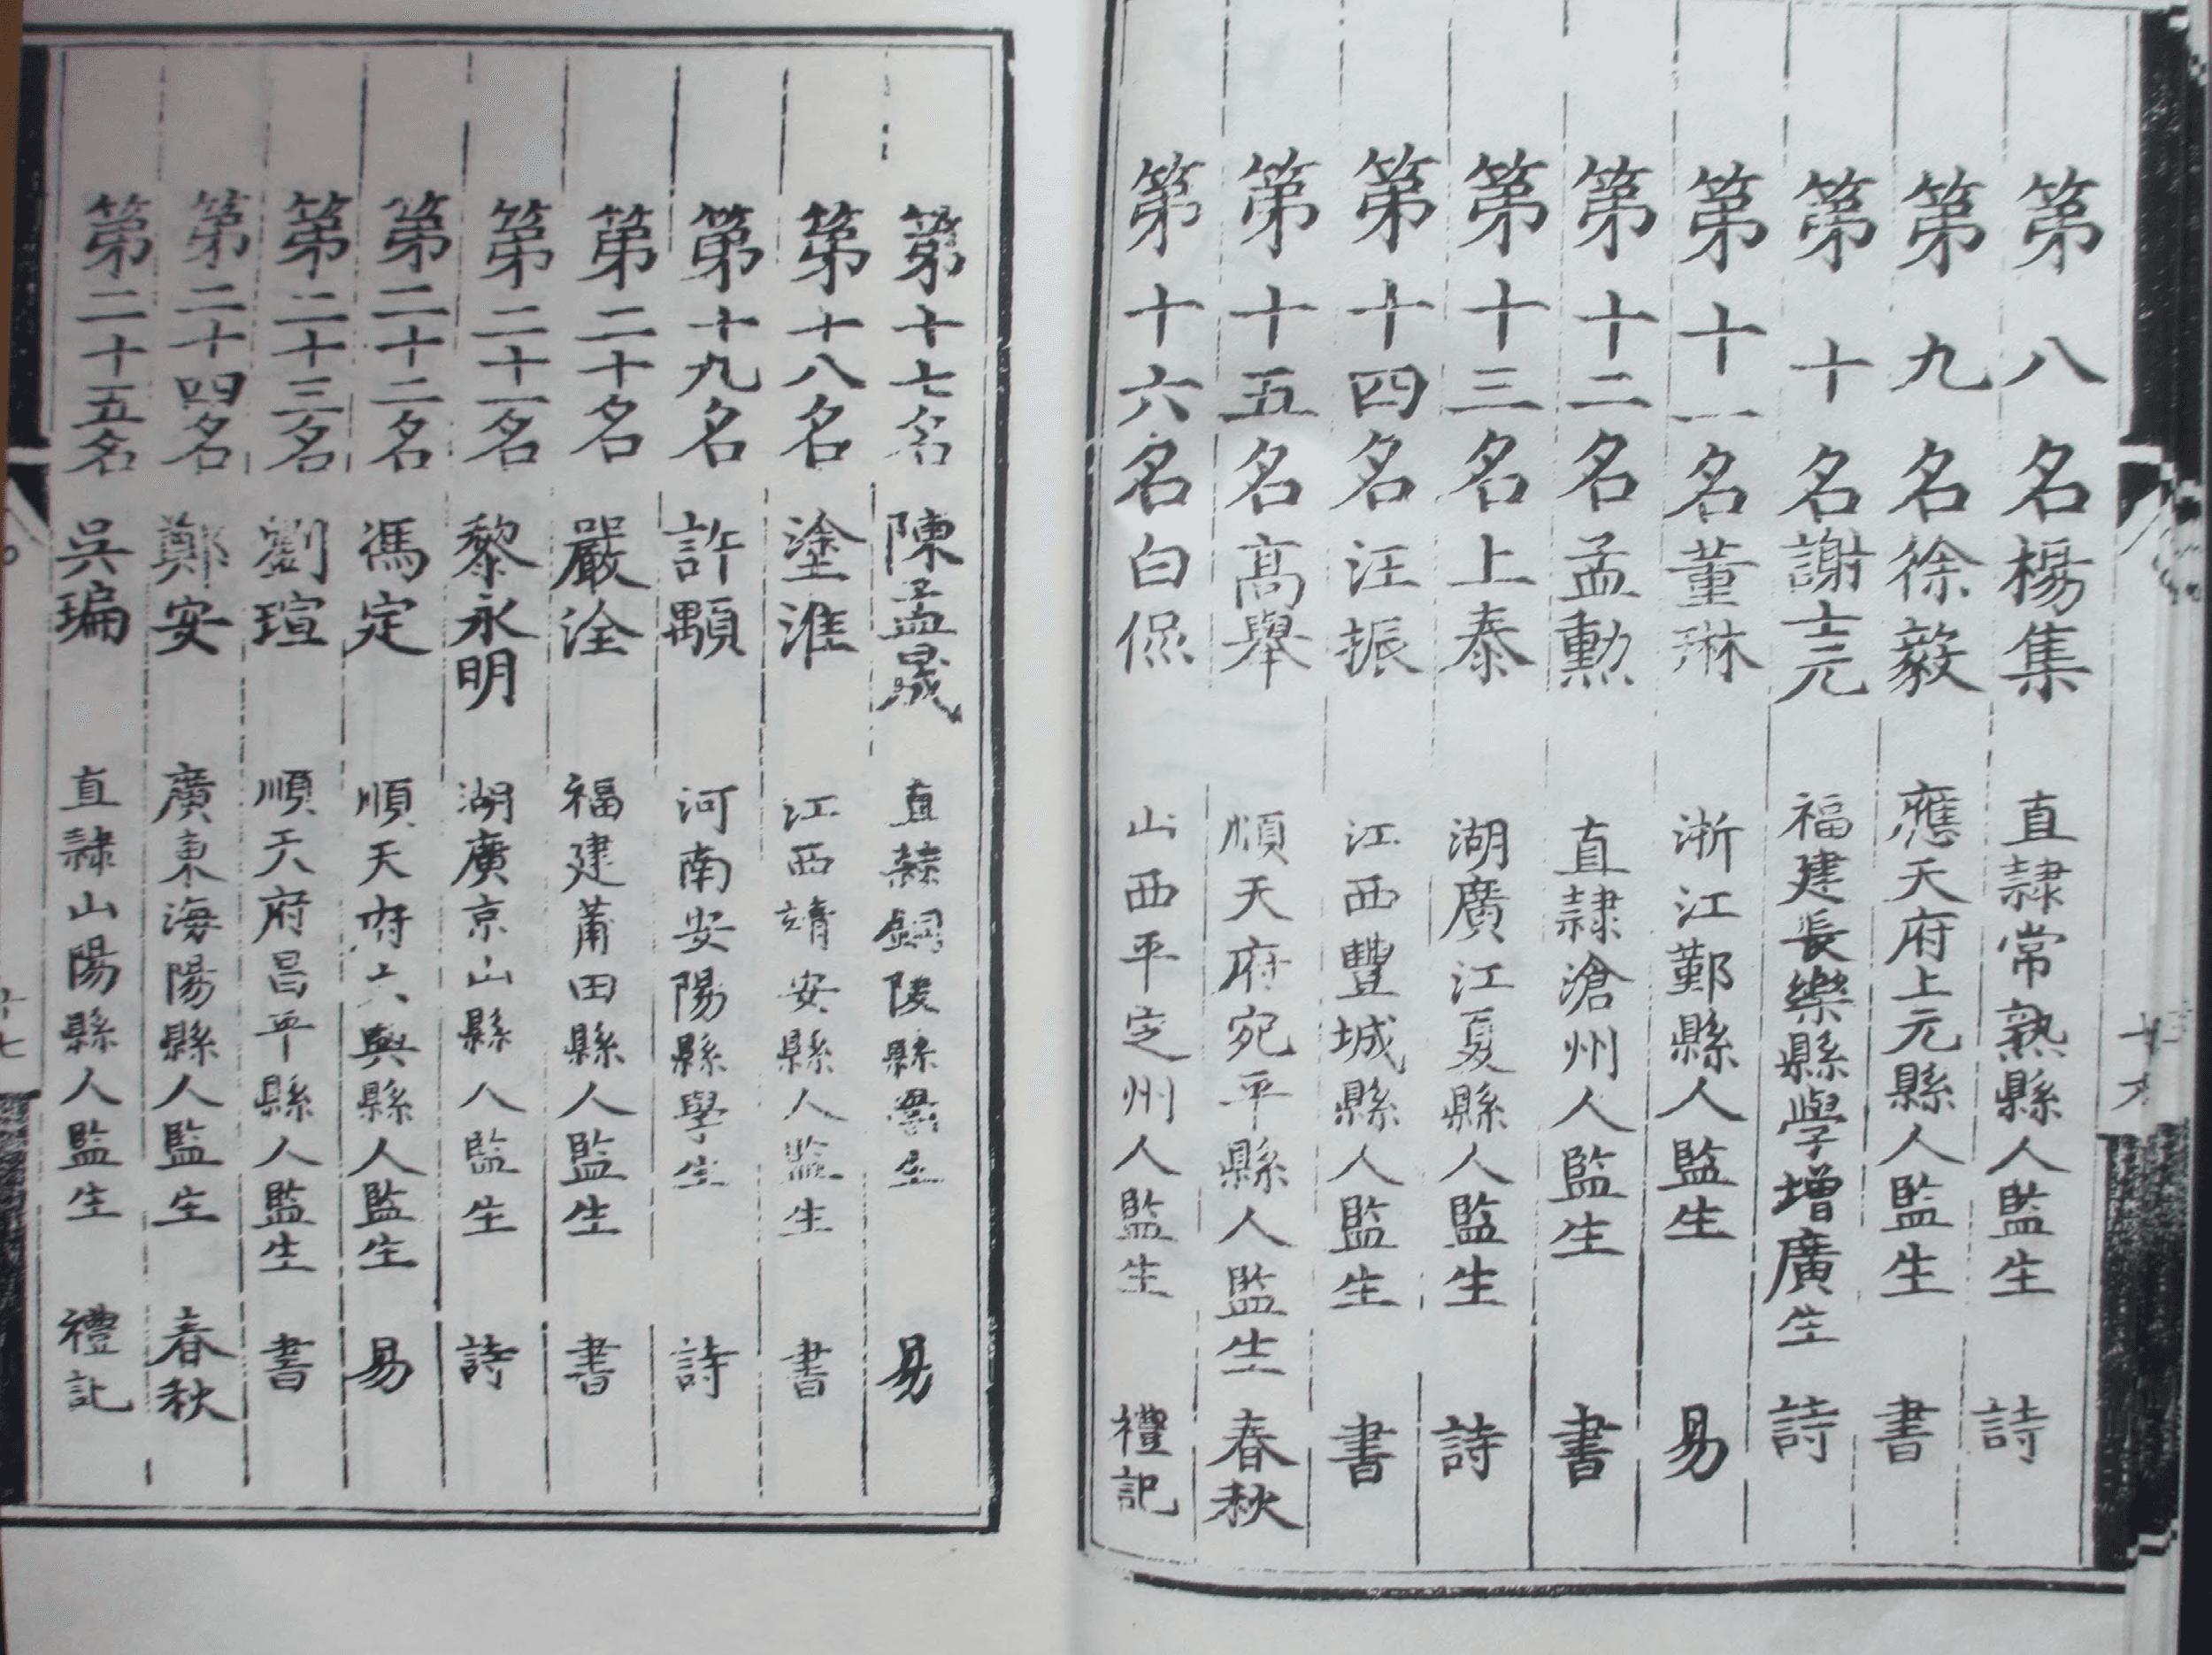 第八名楊集 直隷常熟縣人監生 詩
第九名徐毅 應天府上元縣人監生 書
第十名謝士元 福建長樂縣學增廣生 詩
第十一名董琳 浙江鄞縣人監生 易
第十二名孟勲 直隷滄州人監生 書
第十三名上泰 湖廣江夏縣人監生 詩
第十四名汪振 江西豐城縣人監生 書
第十五名高舉 順天府宛平縣人監生 春秋
第十六名白侃 山西平定州人監生 禮記
第十七名陳孟晟 直隷銅陵縣學生 易
第十八名塗淮 江西靖安縣人監生 書
第十九名許顒 河南安陽縣學生 詩
第二十名嚴洤 福建莆田縣人監生 書
第二十一名黎永明 湖廣京山縣人監生 詩
第二十二名馮定 順天府大興縣人監生 易
第二十三名劉瑄 順天府昌平縣人監生 書
第二十四名鄭安 廣東海陽縣人監生 春秋
第二十五名吳㻞 直隷山陽縣人監生 禮記